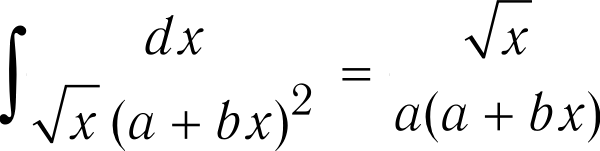 ∫ dx / (√x (a + bx)²) = √x / (a(a + bx))